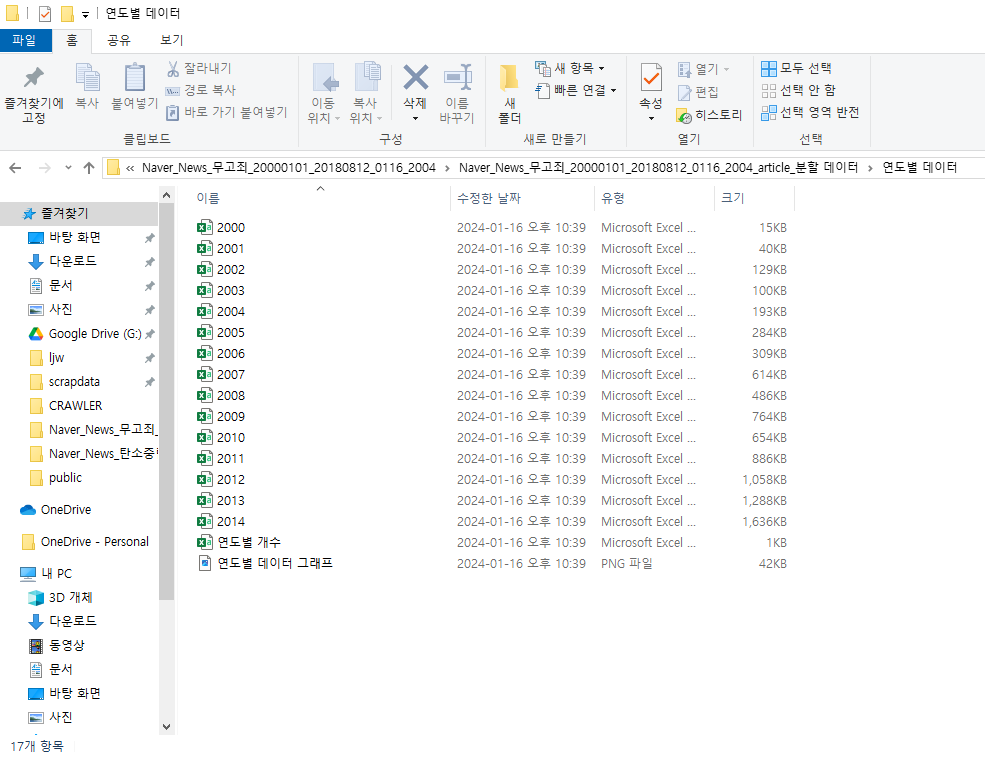 연도별 데이터
파일 홈 공유 보기
즐겨찾기에 고정
복사
붙여넣기
잘라내기
경로 복사
바로 가기 붙여넣기
클립보드
이동 위치
복사 위치
삭제
이름 바꾸기
구성
새 폴더
새 항목
빠른 연결
새로 만들기
속성
열기
편집
히스토리
열기
모두 선택
선택 안 함
선택 영역 반전
선택
« Naver_News_무고죄_20000101_20180812_0116_2004 › Naver_News_무고죄_20000101_20180812_0116_2004_article_분할 데이터 › 연도별 데이터
즐겨찾기
바탕 화면
다운로드
문서
사진
Google Drive (G:)
ljw
scrapdata
CRAWLER
Naver_News_무고죄_
Naver_News_탄소중
public
OneDrive
OneDrive - Personal
내 PC
3D 개체
다운로드
동영상
문서
바탕 화면
사진
이름 수정한 날짜 유형 크기
2000 2024-01-16 오후 10:39 Microsoft Excel ... 15KB
2001 2024-01-16 오후 10:39 Microsoft Excel ... 40KB
2002 2024-01-16 오후 10:39 Microsoft Excel ... 129KB
2003 2024-01-16 오후 10:39 Microsoft Excel ... 100KB
2004 2024-01-16 오후 10:39 Microsoft Excel ... 193KB
2005 2024-01-16 오후 10:39 Microsoft Excel ... 284KB
2006 2024-01-16 오후 10:39 Microsoft Excel ... 309KB
2007 2024-01-16 오후 10:39 Microsoft Excel ... 614KB
2008 2024-01-16 오후 10:39 Microsoft Excel ... 486KB
2009 2024-01-16 오후 10:39 Microsoft Excel ... 764KB
2010 2024-01-16 오후 10:39 Microsoft Excel ... 654KB
2011 2024-01-16 오후 10:39 Microsoft Excel ... 886KB
2012 2024-01-16 오후 10:39 Microsoft Excel ... 1,058KB
2013 2024-01-16 오후 10:39 Microsoft Excel ... 1,288KB
2014 2024-01-16 오후 10:39 Microsoft Excel ... 1,636KB
연도별 개수 2024-01-16 오후 10:39 Microsoft Excel ... 1KB
연도별 데이터 그래프 2024-01-16 오후 10:39 PNG 파일 42KB
17개 항목